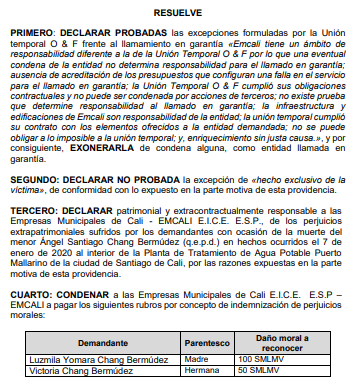 RESUELVE
PRIMERO: DECLARAR PROBADAS las excepciones formuladas por la Unión
temporal O & F frente al llamamiento en garantía «Emcali tiene un ámbito de
responsabilidad diferente a la de la Unión Temporal O & F por lo que una eventual
condena de la entidad no determina responsabilidad para el llamado en garantía;
ausencia de acreditación de los presupuestos que configuran una falla en el servicio
para el llamado en garantía; la Unión Temporal O & F cumplió sus obligaciones
contractuales y no puede ser condenada por acciones de terceros; no existe prueba
que determine responsabilidad al llamado en garantía; la infraestructura y
edificaciones de Emcali son responsabilidad de la entidad; la unión temporal cumplió
su contrato con los elementos ofrecidos a la entidad demandada; no se puede
obligar a lo imposible a la unión temporal; y, enriquecimiento sin justa causa.», y por
consiguiente, EXONERARLA de condena alguna, como entidad llamada en
garantía.
SEGUNDO: DECLARAR NO PROBADA la excepción de «hecho exclusivo de la
víctima», de conformidad con lo expuesto en la parte motiva de esta providencia.
TERCERO: DECLARAR patrimonial y extracontractualmente responsable a las
Empresas Municipales de Cali - EMCALI E.I.C.E. E.S.P., de los perjuicios
extrapatrimoniales sufridos por los demandantes con ocasión de la muerte del
menor Ángel Santiago Chang Bermúdez (q.e.p.d.) en hechos ocurridos el 7 de
enero de 2020 al interior de la Planta de Tratamiento de Agua Potable Puerto
Mallarino de la ciudad de Santiago de Cali, por las razones expuestas en la parte
motiva de esta providencia.
CUARTO: CONDENAR a las Empresas Municipales de Cali E.I.C.E. E.S.P –
EMCALI a pagar los siguientes rubros por concepto de indemnización de perjuicios
morales:
Demandante Parentesco Daño moral a
reconocer
Luzmila Yomara Chang Bermúdez Madre 100 SMLMV
Victoria Chang Bermúdez Hermana 50 SMLMV